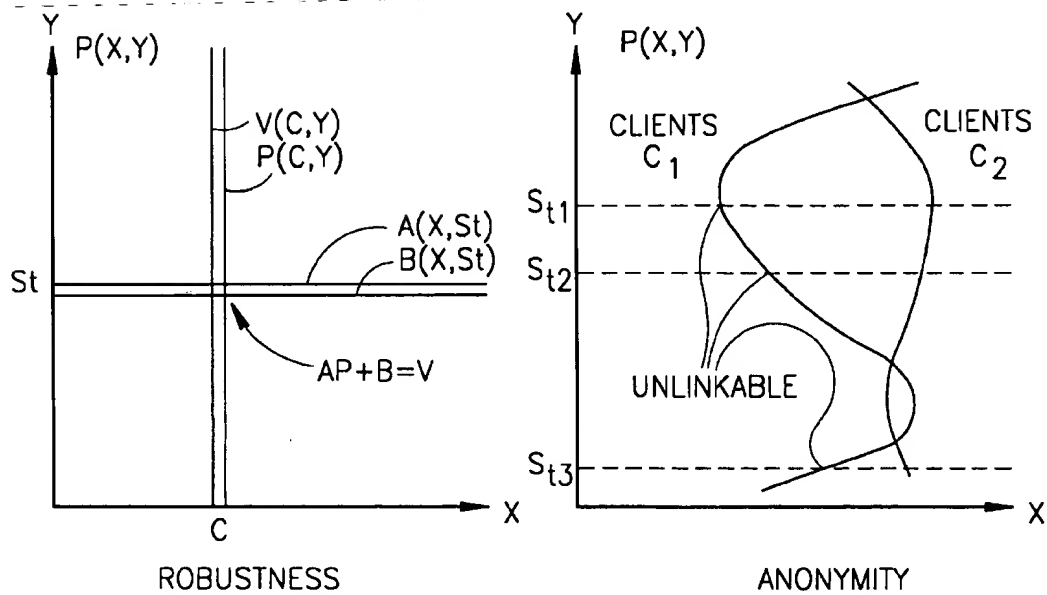 Y
P(X,Y)
V(C,Y)
P(C,Y)
A(X,St)
B(X,St)
St
AP+B=V
X
C
ROBUSTNESS
Y
P(X,Y)
CLIENTS
C1
CLIENTS
C2
St1
St2
UNLINKABLE
St3
X
ANONYMITY